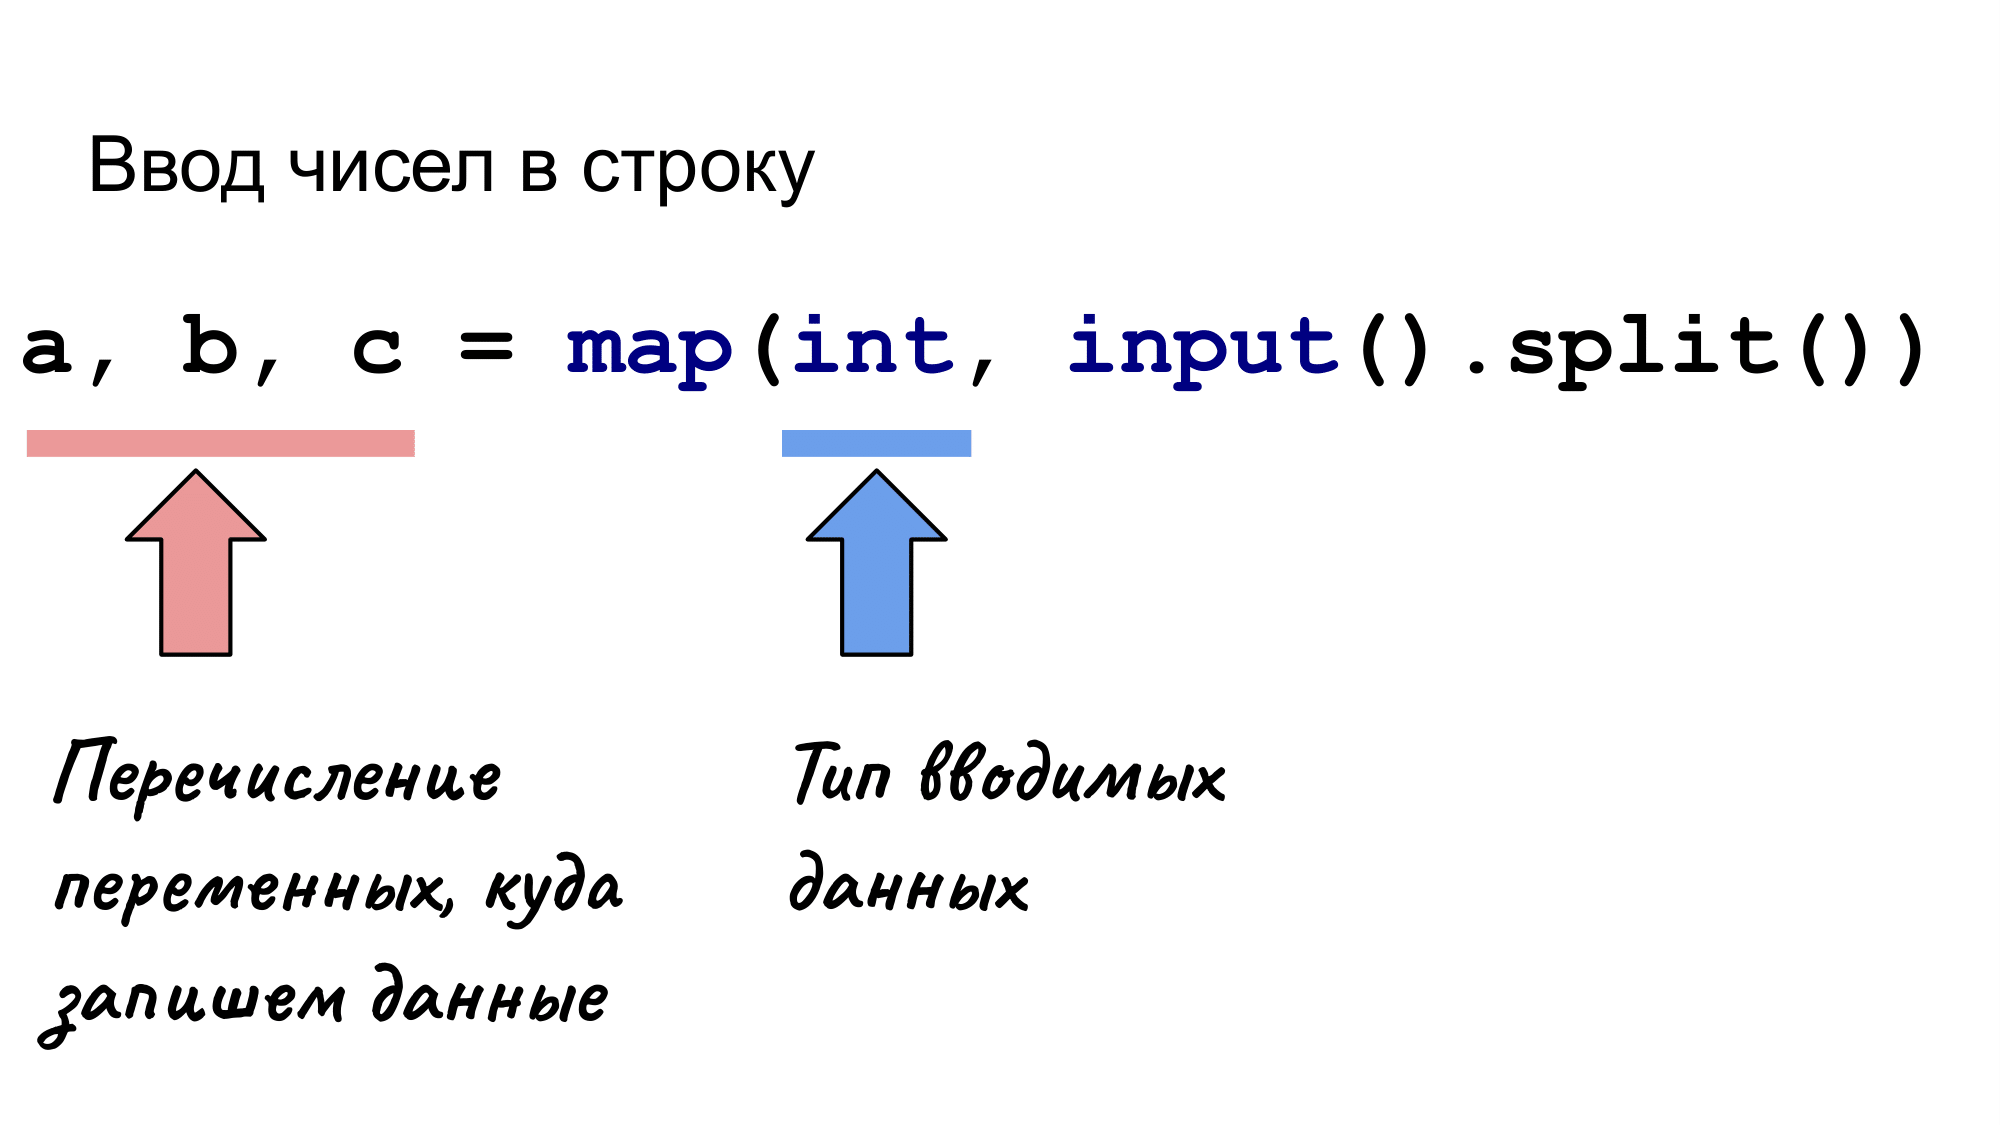 Ввод чисел в строку
a, b, c = map(int, input().split())
Перечисление
переменных, куда
запишем данные
Тип вводимых
данных